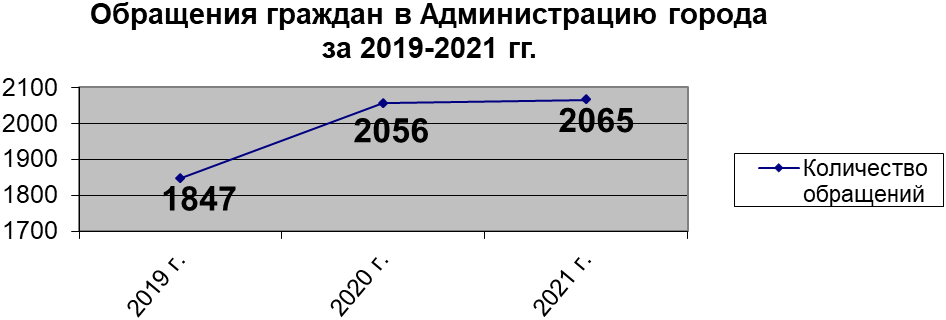 Обращения граждан в Администрацию города
за 2019-2021 гг.
2100
2000
1900
1800
1700
1847
2056
2065
2019 г.
2020 г.
2021 г.
Количество
обращений